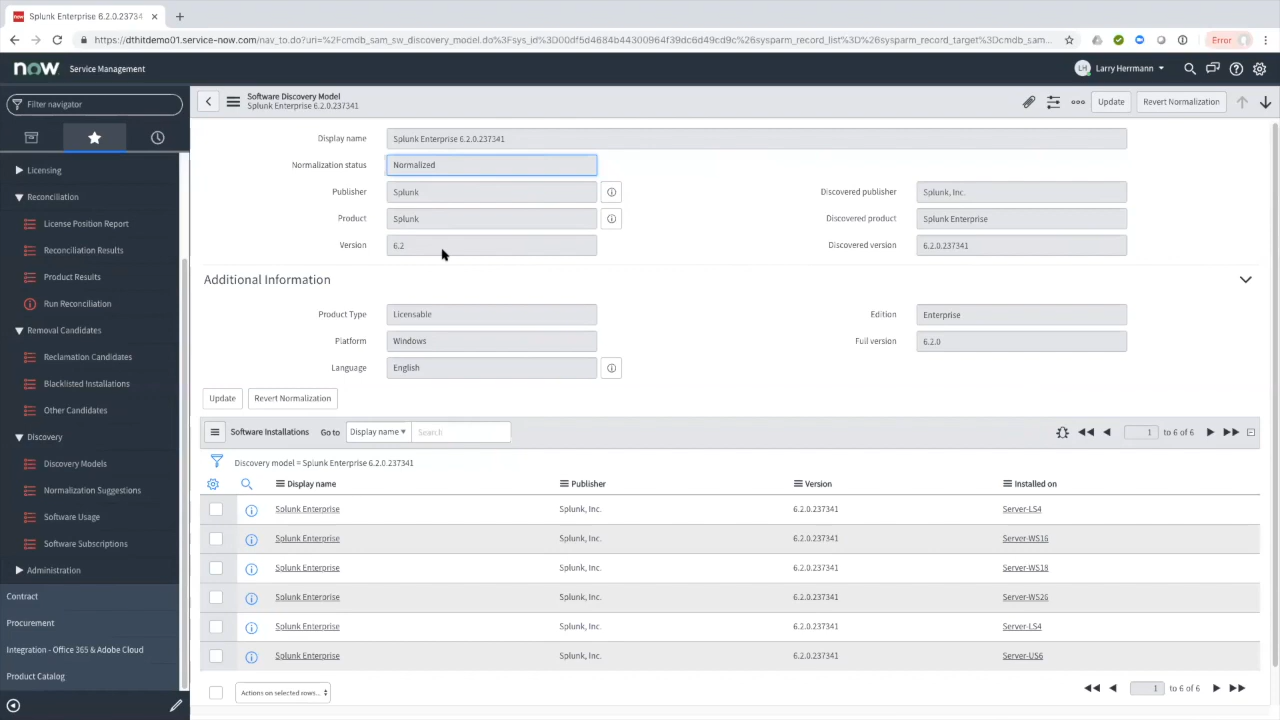 now Splunk Enterprise 6.2.0.23734
https://dthitdemo01.service-now.com/nav_to.do?uri=%2Fcmdb_sam_sw_discovery_model.do%3Fsys_id%3D00df5d4684b44300964f39dc6d49cd9c%26sysparm_record_list%3D%26sysparm_record_target%3Dcmdb_sam... Error
now Service Management Larry Herrmann
LH
Filter navigator
Software Discovery Model
Splunk Enterprise 6.2.0.237341
Update Revert Normalization
Licensing
Reconciliation
License Position Report
Reconciliation Results
Product Results
Run Reconciliation
Removal Candidates
Reclamation Candidates
Blacklisted Installations
Other Candidates
Discovery
Discovery Models
Normalization Suggestions
Software Usage
Software Subscriptions
Administration
Contract
Procurement
Integration - Office 365 & Adobe Cloud
Product Catalog
Display name Splunk Enterprise 6.2.0.237341
Normalization status Normalized
Publisher Splunk Discovered publisher Splunk, Inc.
Product Splunk Discovered product Splunk Enterprise
Version 6.2 Discovered version 6.2.0.237341
Additional Information
Product Type Licensable Edition Enterprise
Platform Windows Full version 6.2.0
Language English
Update Revert Normalization
Software Installations Go to Display name Search 1 to 6 of 6
Discovery model = Splunk Enterprise 6.2.0.237341
Display name Publisher Version Installed on
Splunk Enterprise Splunk, Inc. 6.2.0.237341 Server-LS4
Splunk Enterprise Splunk, Inc. 6.2.0.237341 Server-WS16
Splunk Enterprise Splunk, Inc. 6.2.0.237341 Server-WS18
Splunk Enterprise Splunk, Inc. 6.2.0.237341 Server-WS26
Splunk Enterprise Splunk, Inc. 6.2.0.237341 Server-LS4
Splunk Enterprise Splunk, Inc. 6.2.0.237341 Server-US6
Actions on selected rows... 1 to 6 of 6